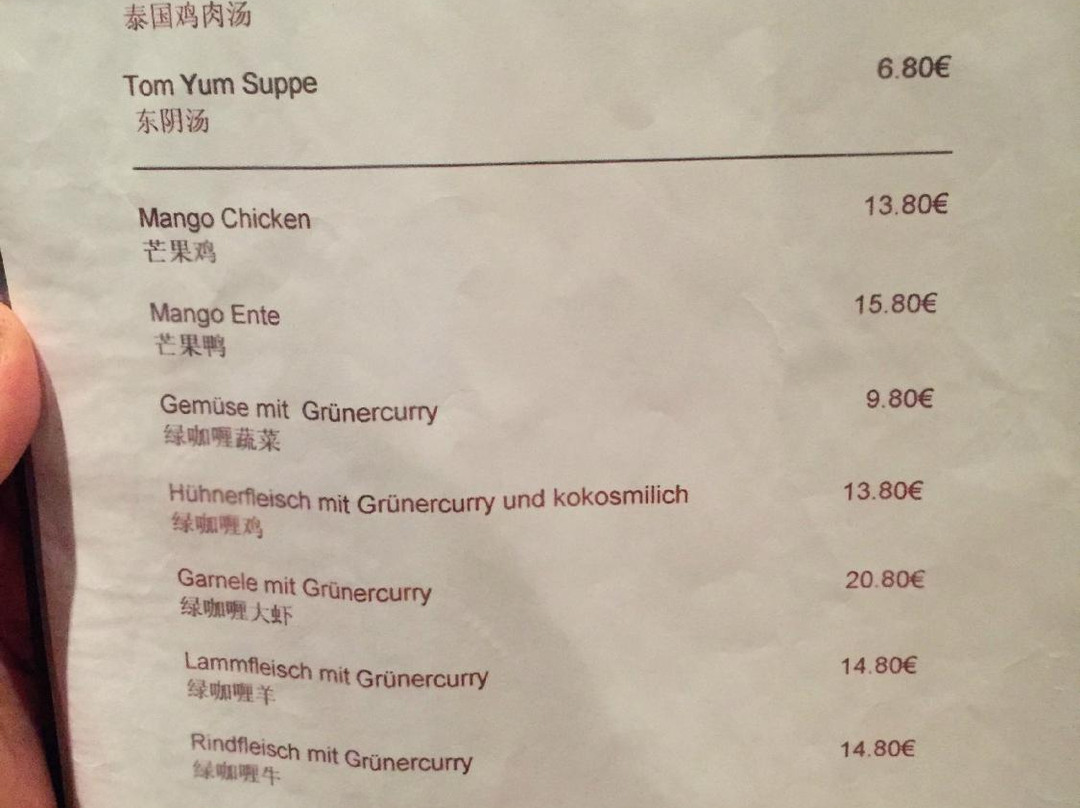 泰国鸡肉汤
Tom Yum Suppe 6.80€
东阴汤
Mango Chicken 13.80€
芒果鸡
Mango Ente 15.80€
芒果鸭
Gemüse mit Grünercurry 9.80€
绿咖喱蔬菜
Hühnerfleisch mit Grünercurry und kokosmilich 13.80€
绿咖喱鸡
Garnele mit Grünercurry 20.80€
绿咖喱大虾
Lammfleisch mit Grünercurry 14.80€
绿咖喱羊
Rindfleisch mit Grünercurry 14.80€
绿咖喱牛